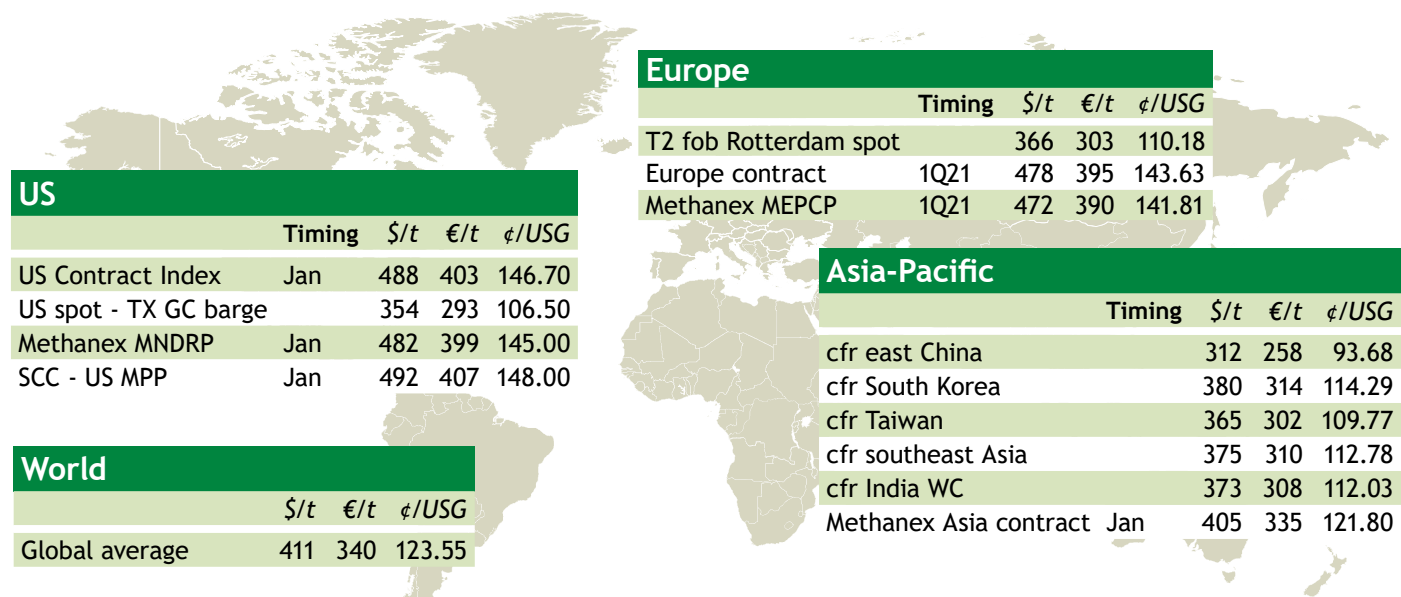 Europe
Timing $/t €/t ¢/USG
T2 fob Rotterdam spot 366 303 110.18
Europe contract 1Q21 478 395 143.63
Methanex MEPCP 1Q21 472 390 141.81
US
Timing $/t €/t ¢/USG
US Contract Index Jan 488 403 146.70
US spot - TX GC barge 354 293 106.50
Methanex MNDRP Jan 482 399 145.00
SCC - US MPP Jan 492 407 148.00
Asia-Pacific
Timing $/t €/t ¢/USG
cfr east China 312 258 93.68
cfr South Korea 380 314 114.29
cfr Taiwan 365 302 109.77
cfr southeast Asia 375 310 112.78
cfr India WC 373 308 112.03
Methanex Asia contract Jan 405 335 121.80
World
$/t €/t ¢/USG
Global average 411 340 123.55